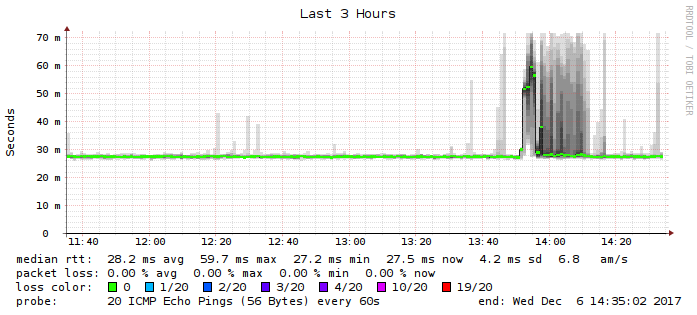 Last 3 Hours
RRDTOOL / TOBI OETIKER
Seconds
70 m
60 m
50 m
40 m
30 m
20 m
10 m
0
11:40 12:00 12:20 12:40 13:00 13:20 13:40 14:00 14:20
median rtt: 28.2 ms avg 59.7 ms max 27.2 ms min 27.5 ms now 4.2 ms sd 6.8 am/s
packet loss: 0.00 % avg 0.00 % max 0.00 % min 0.00 % now
loss color: 0 1/20 2/20 3/20 4/20 10/20 19/20
probe: 20 ICMP Echo Pings (56 Bytes) every 60s end: Wed Dec 6 14:35:02 2017